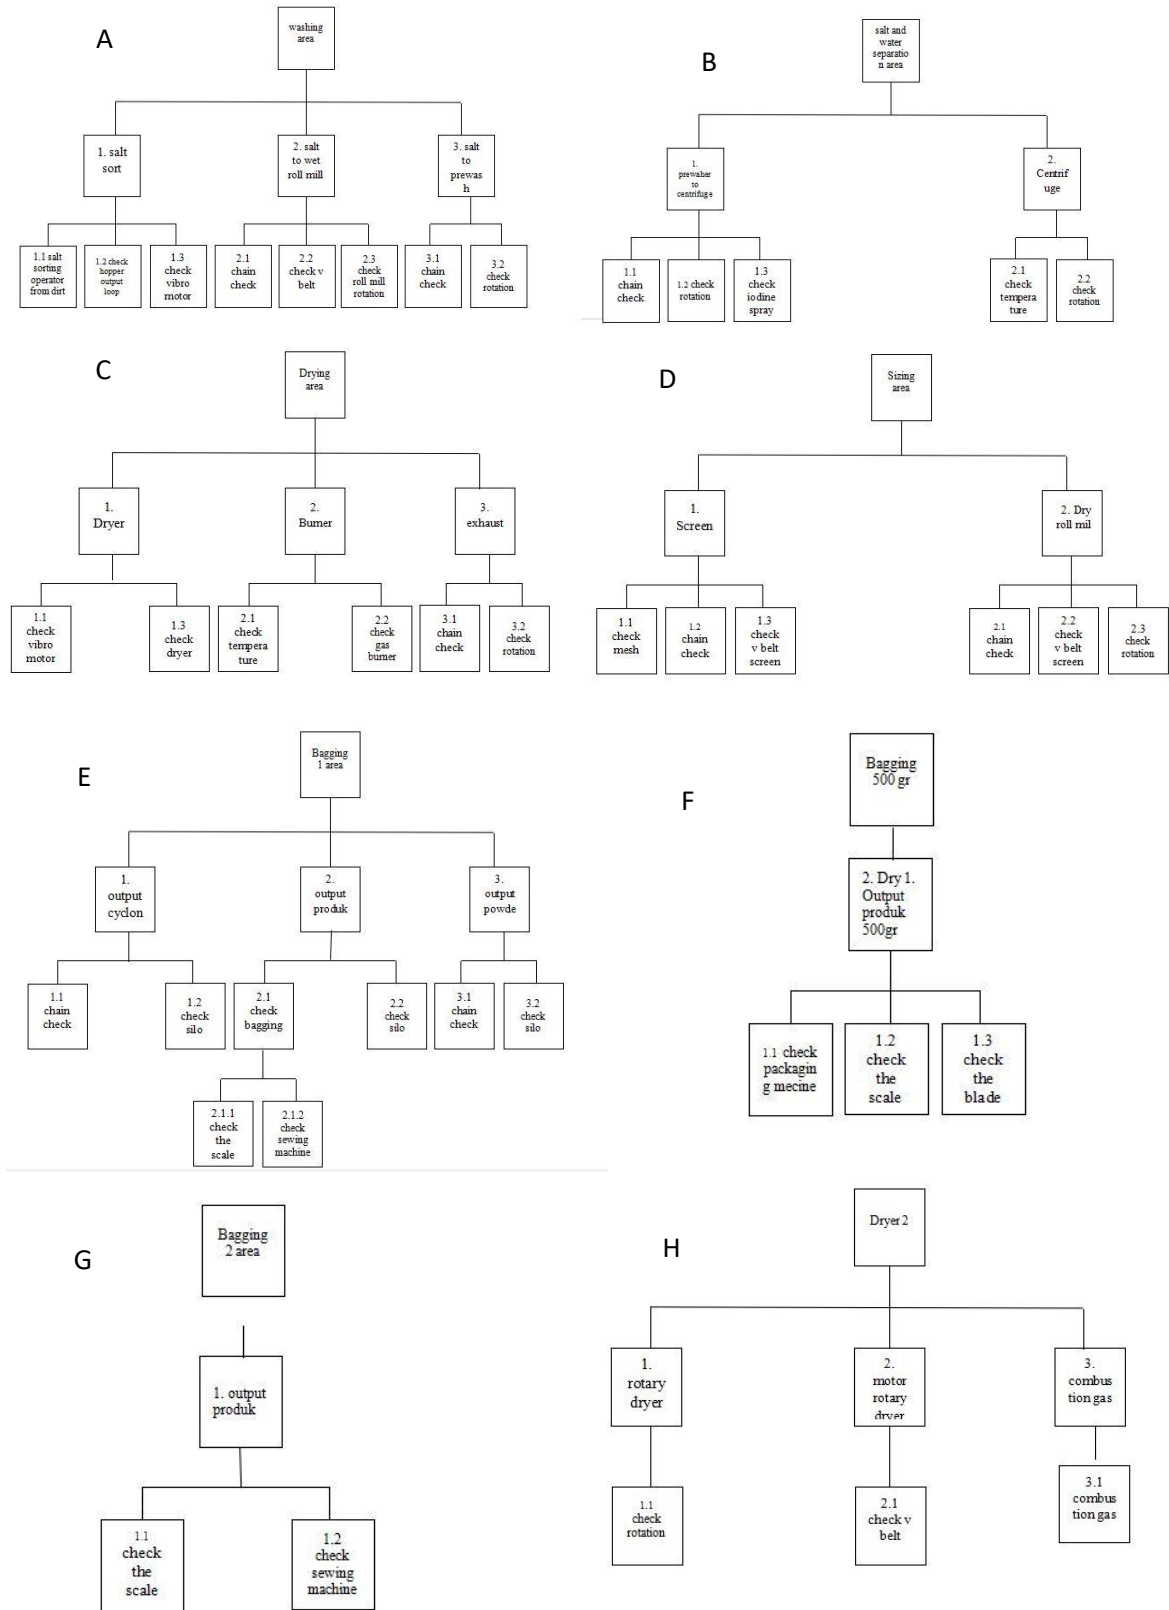 A
washing
area
1. salt
sort
2. salt
to wet
roll mill
3. salt
to
prewas
h
1.1 salt
sorting
operator
from dirt
1.2 check
hopper
output
loop
1.3
check
vibro
motor
2.1
chain
check
2.2
check v
belt
2.3
check
roll mill
rotation
3.1
chain
check
3.2
check
rotation
B
salt and
water
separatio
n area
1.
prewaher
to
centrifuge
2.
Centrif
uge
1.1
chain
check
1.2 check
rotation
1.3
check
iodine
spray
2.1
check
tempera
ture
2.2
check
rotation
C
Drying
area
1.
Dryer
2.
Burner
3.
exhaust
1.1
check
vibro
motor
1.3
check
dryer
2.1
check
tempera
ture
2.2
check
gas
burner
3.1
chain
check
3.2
check
rotation
D
Sizing
area
1.
Screen
2. Dry
roll mil
1.1
check
mesh
1.2
chain
check
1.3
check
v belt
screen
2.1
chain
check
2.2
check
v belt
screen
2.3
check
rotation
E
Bagging
1 area
1.
output
cyclon
2.
output
produk
3.
output
powde
1.1
chain
check
1.2
check
silo
2.1
check
bagging
2.2
check
silo
3.1
chain
check
3.2
check
silo
2.1.1
check
the
scale
2.1.2
check
sewing
machine
F
Bagging
500 gr
2. Dry 1.
Output
produk
500gr
1.1 check
packagin
g mecine
1.2
check
the
scale
1.3
check
the
blade
G
Bagging
2 area
1. output
produk
1.1
check
the
scale
1.2
check
sewing
machine
H
Dryer 2
1.
rotary
dryer
2.
motor
rotary
dryer
3.
combus
tion gas
1.1
check
rotation
2.1
check v
belt
3.1
combus
tion gas